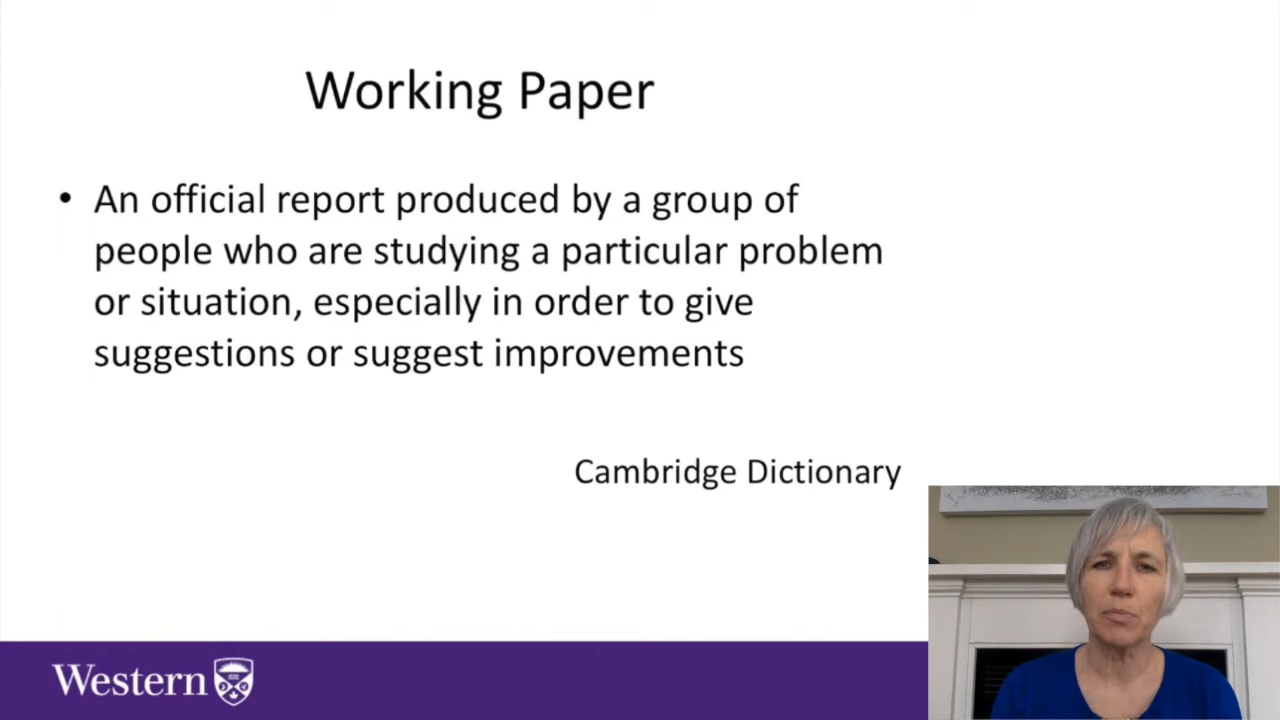 Working Paper
• An official report produced by a group of
people who are studying a particular problem
or situation, especially in order to give
suggestions or suggest improvements
Cambridge Dictionary
Western